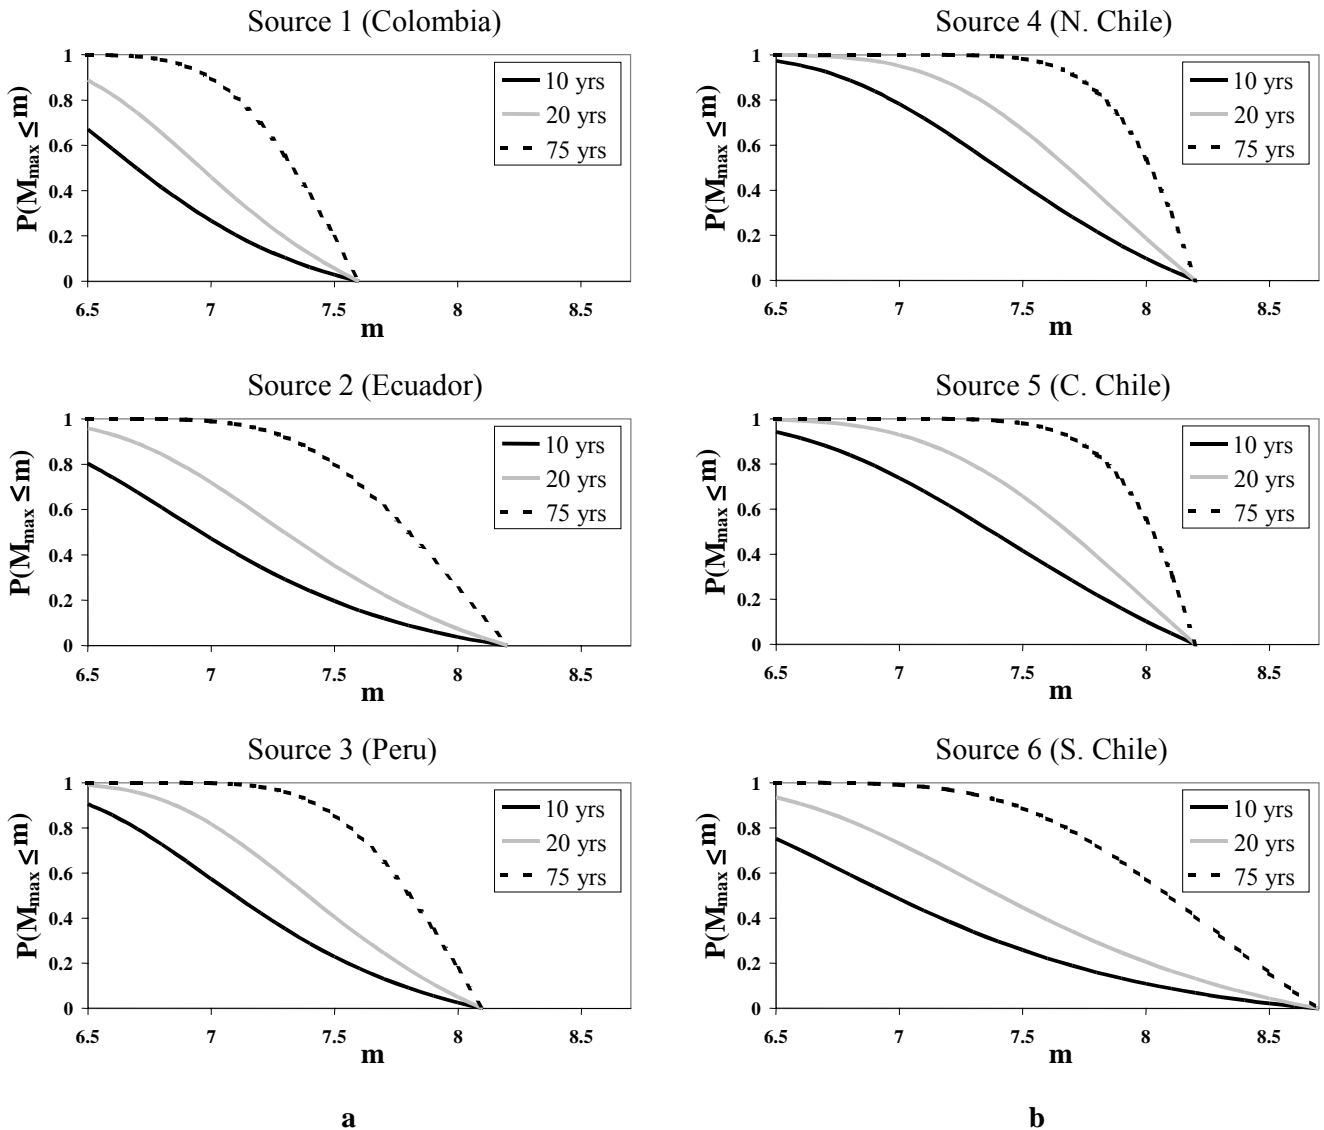 Source 1 (Colombia)
P(Mmax ≤ m)
1
0.8
0.6
0.4
0.2
0
6.5 7 7.5 8 8.5
m
10 yrs
20 yrs
75 yrs
Source 4 (N. Chile)
P(Mmax ≤ m)
1
0.8
0.6
0.4
0.2
0
6.5 7 7.5 8 8.5
m
10 yrs
20 yrs
75 yrs
Source 2 (Ecuador)
P(Mmax ≤ m)
1
0.8
0.6
0.4
0.2
0
6.5 7 7.5 8 8.5
m
10 yrs
20 yrs
75 yrs
Source 5 (C. Chile)
P(Mmax ≤ m)
1
0.8
0.6
0.4
0.2
0
6.5 7 7.5 8 8.5
m
10 yrs
20 yrs
75 yrs
Source 3 (Peru)
P(Mmax ≤ m)
1
0.8
0.6
0.4
0.2
0
6.5 7 7.5 8 8.5
m
10 yrs
20 yrs
75 yrs
Source 6 (S. Chile)
P(Mmax ≤ m)
1
0.8
0.6
0.4
0.2
0
6.5 7 7.5 8 8.5
m
10 yrs
20 yrs
75 yrs
a
b